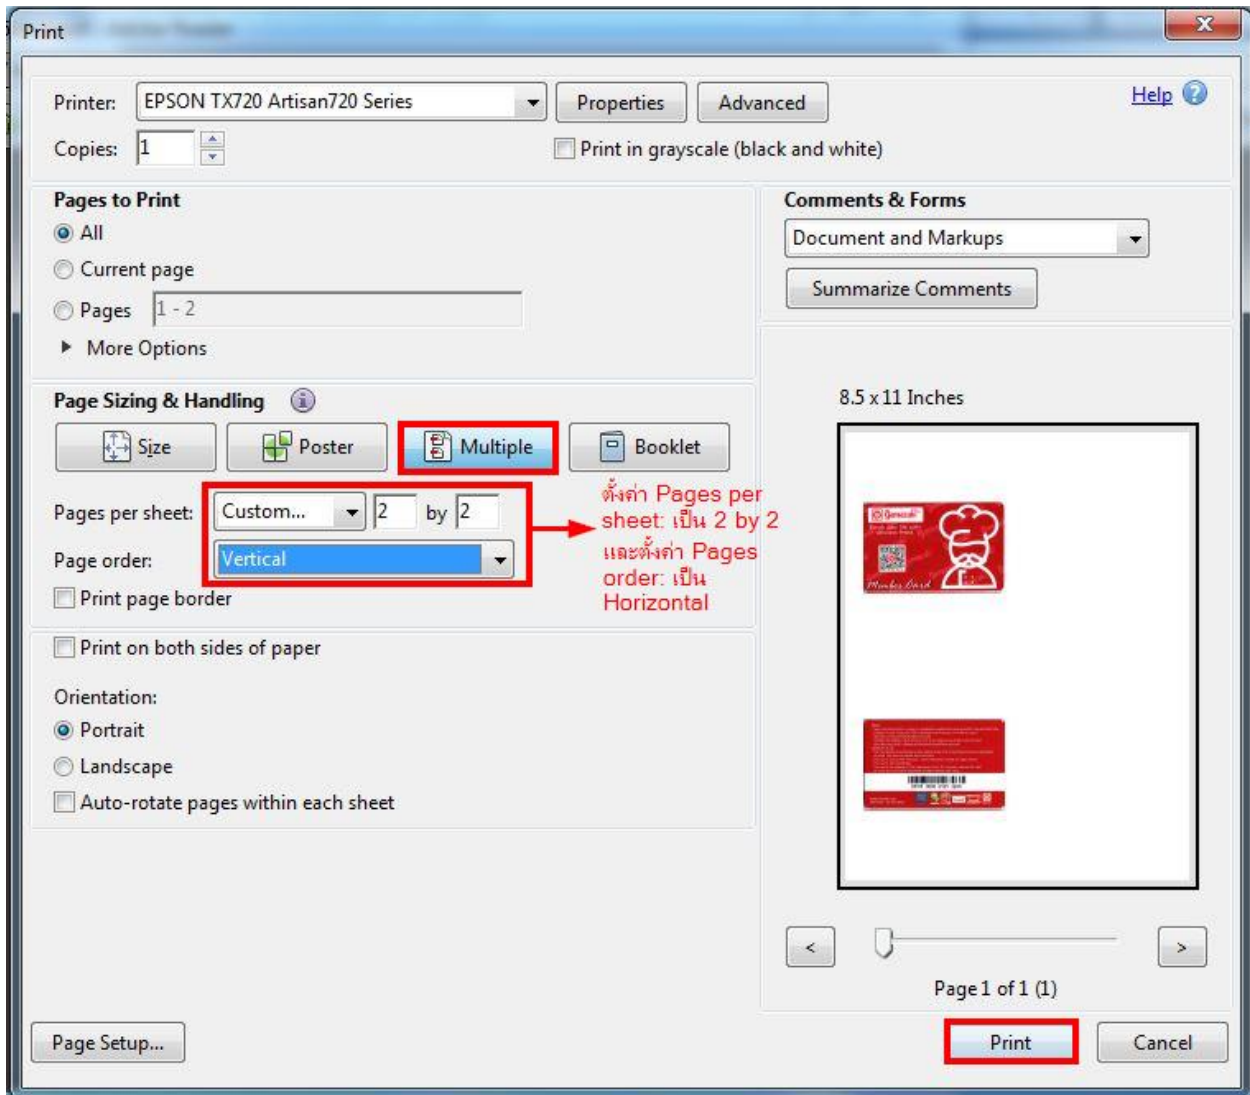 Print
Printer: EPSON TX720 Artisan720 Series Properties Advanced Help
Copies: 1 Print in grayscale (black and white)
Pages to Print
All
Current page
Pages 1 - 2
More Options
Comments & Forms
Document and Markups
Summarize Comments
Page Sizing & Handling
Size Poster Multiple Booklet
Pages per sheet: Custom... 2 by 2
Page order: Vertical
Print page border
ตั้งค่า Pages per
sheet: เป็น 2 by 2
และตั้งค่า Pages
order: เป็น
Horizontal
Print on both sides of paper
Orientation:
Portrait
Landscape
Auto-rotate pages within each sheet
8.5 x 11 Inches
Member Card
< >
Page 1 of 1 (1)
Page Setup... Print Cancel